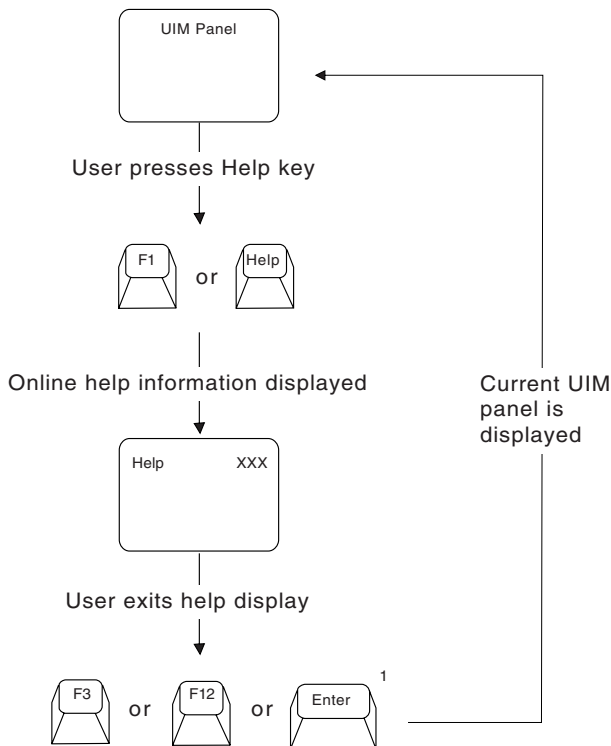 UIM Panel
User presses Help key
F1 or Help
Online help information displayed
Current UIM
panel is
displayed
Help XXX
User exits help display
F3 or F12 or Enter 1